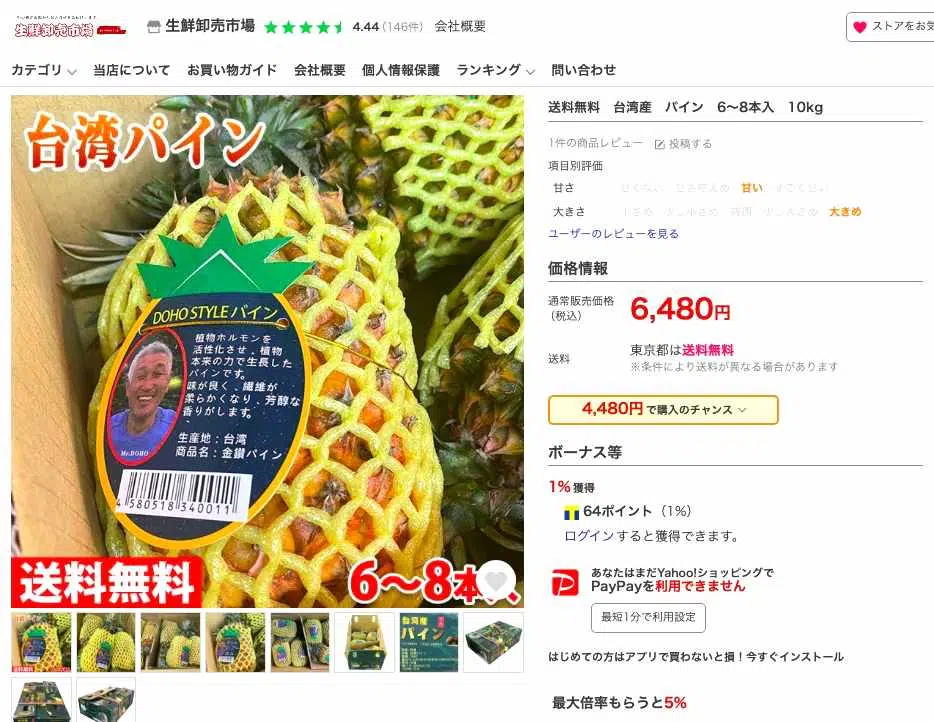 生鮮卸売市場
生鮮卸売市場 4.44 (146件) 会社概要
ストアをお気
カテゴリ 当店について お買い物ガイド 会社概要 個人情報保護 ランキング 問い合わせ
台湾パイン
DOHO STYLE パイン
植物ホルモンを
活性化させ、植物
本来の力で生長した
パインです。
味が良く、繊維が
柔らかくなり、芳醇な
香りがします。
生産地：台湾
商品名：金鑚パイン
Mr.DOHO
4 580518 340011
送料無料
6〜8本入
送料無料 台湾産 パイン 6〜8本入 10kg
1件の商品レビュー 投稿する
項目別評価
甘さ 甘くない 甘さ控えめ 甘い すごく甘い
大きさ 小さめ 少し小さめ 普通 少し大きめ 大きめ
ユーザーのレビューを見る
価格情報
通常販売価格
（税込）
6,480円
送料
東京都は送料無料
※条件により送料が異なる場合があります
4,480円で購入のチャンス
ボーナス等
1%獲得
64ポイント（1%）
ログインすると獲得できます。
あなたはまだYahoo!ショッピングで
PayPayを利用できません
最短1分で利用設定
はじめての方はアプリで買わないと損！今すぐインストール
最大倍率もらうと5%
台湾産
パイン